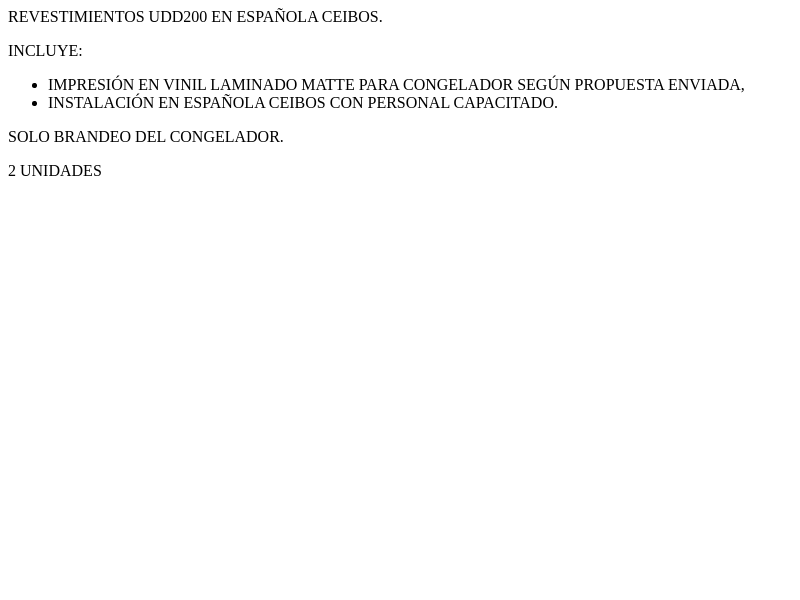 REVESTIMIENTOS UDD200 EN ESPAÑOLA CEIBOS.
INCLUYE:
• IMPRESIÓN EN VINIL LAMINADO MATTE PARA CONGELADOR SEGÚN PROPUESTA ENVIADA,
• INSTALACIÓN EN ESPAÑOLA CEIBOS CON PERSONAL CAPACITADO.
SOLO BRANDEO DEL CONGELADOR.
2 UNIDADES